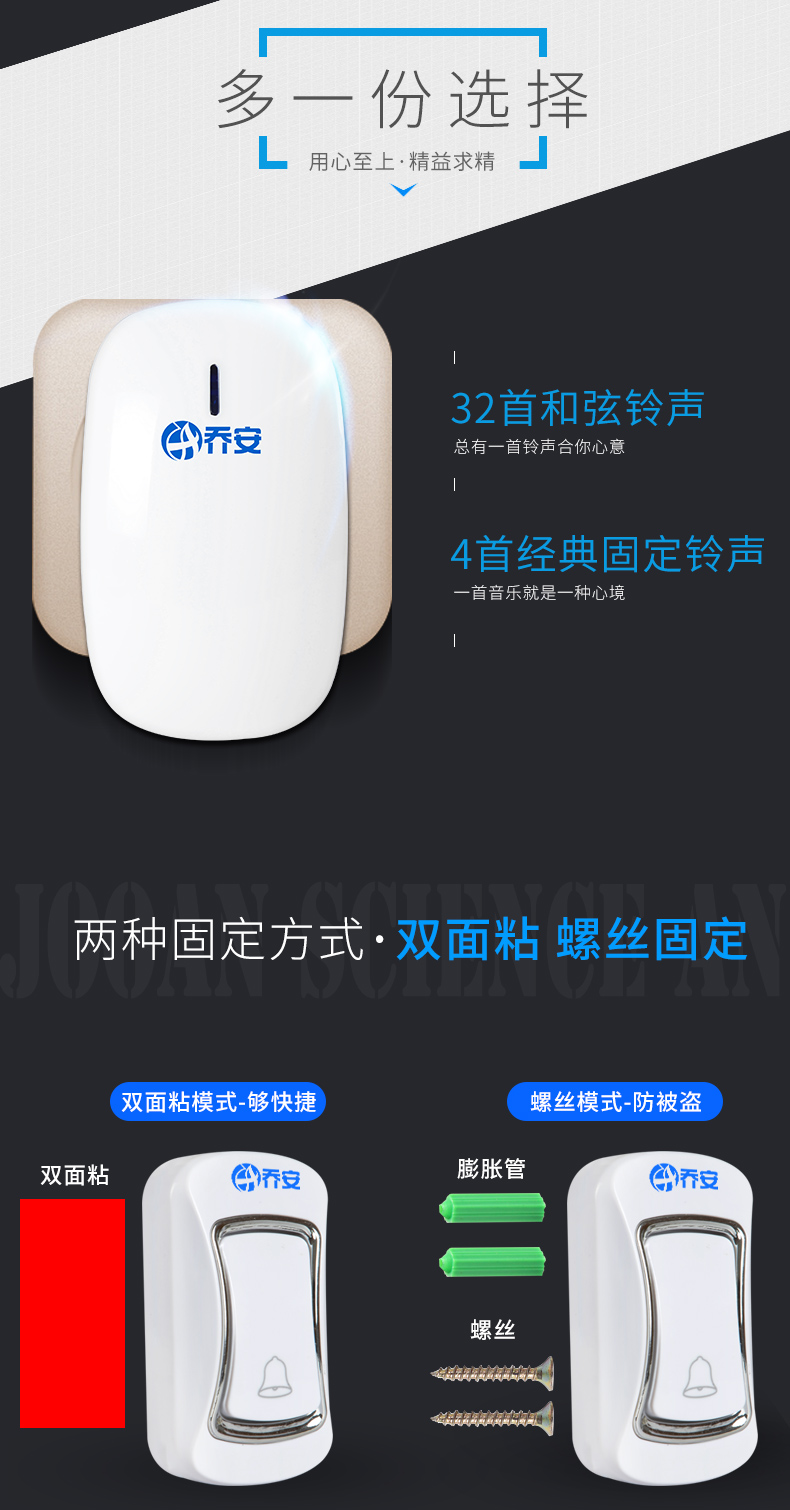 多一份选择
用心至上·精益求精
乔安
32首和弦铃声
总有一首铃声合你心意
4首经典固定铃声
一首音乐就是一种心境
JOOAN SCIENCE AN
两种固定方式·双面粘 螺丝固定
双面粘模式-够快捷
螺丝模式-防被盗
双面粘
乔安
膨胀管
螺丝
乔安